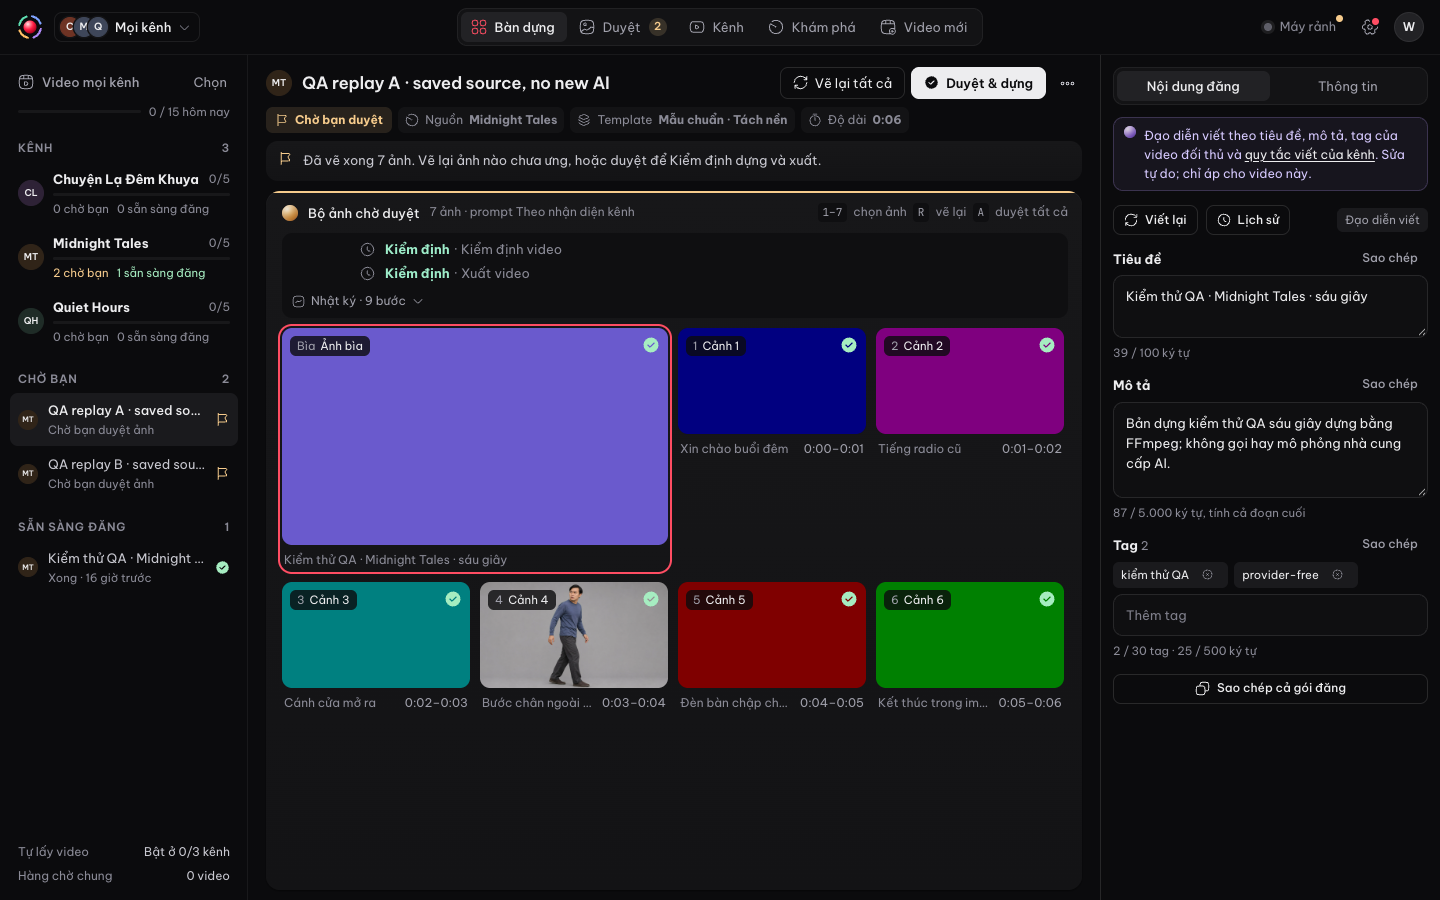 C M Q Mọi kênh
Bàn dựng
Duyệt 2
Kênh
Khám phá
Video mới
Máy rảnh
W
Video mọi kênh Chọn
0 / 15 hôm nay
KÊNH 3
CL Chuyện Lạ Đêm Khuya 0/5
0 chờ bạn 0 sẵn sàng đăng
MT Midnight Tales 0/5
2 chờ bạn 1 sẵn sàng đăng
QH Quiet Hours 0/5
0 chờ bạn 0 sẵn sàng đăng
CHỜ BẠN 2
MT QA replay A · saved so...
Chờ bạn duyệt ảnh
MT QA replay B · saved sou...
Chờ bạn duyệt ảnh
SẴN SÀNG ĐĂNG 1
MT Kiểm thử QA · Midnight ...
Xong · 16 giờ trước
Tự lấy video Bật ở 0/3 kênh
Hàng chờ chung 0 video
MT QA replay A · saved source, no new AI
Vẽ lại tất cả
Duyệt & dựng
Chờ bạn duyệt
Nguồn Midnight Tales
Template Mẫu chuẩn · Tách nền
Độ dài 0:06
Đã vẽ xong 7 ảnh. Vẽ lại ảnh nào chưa ưng, hoặc duyệt để Kiểm định dựng và xuất.
Bộ ảnh chờ duyệt 7 ảnh · prompt Theo nhận diện kênh
1–7 chọn ảnh R vẽ lại A duyệt tất cả
Kiểm định · Kiểm định video
Kiểm định · Xuất video
Nhật ký · 9 bước
Bìa Ảnh bìa
Kiểm thử QA · Midnight Tales · sáu giây
1 Cảnh 1
Xin chào buổi đêm 0:00–0:01
2 Cảnh 2
Tiếng radio cũ 0:01–0:02
3 Cảnh 3
Cánh cửa mở ra 0:02–0:03
4 Cảnh 4
Bước chân ngoài ... 0:03–0:04
5 Cảnh 5
Đèn bàn chập ch... 0:04–0:05
6 Cảnh 6
Kết thúc trong im... 0:05–0:06
Nội dung đăng
Thông tin
Đạo diễn viết theo tiêu đề, mô tả, tag của
video đối thủ và quy tắc viết của kênh. Sửa
tự do; chỉ áp cho video này.
Viết lại
Lịch sử
Đạo diễn viết
Tiêu đề Sao chép
Kiểm thử QA · Midnight Tales · sáu giây
39 / 100 ký tự
Mô tả Sao chép
Bản dựng kiểm thử QA sáu giây dựng bằng
FFmpeg; không gọi hay mô phỏng nhà cung
cấp AI.
87 / 5.000 ký tự, tính cả đoạn cuối
Tag 2 Sao chép
kiểm thử QA
provider-free
Thêm tag
2 / 30 tag · 25 / 500 ký tự
Sao chép cả gói đăng